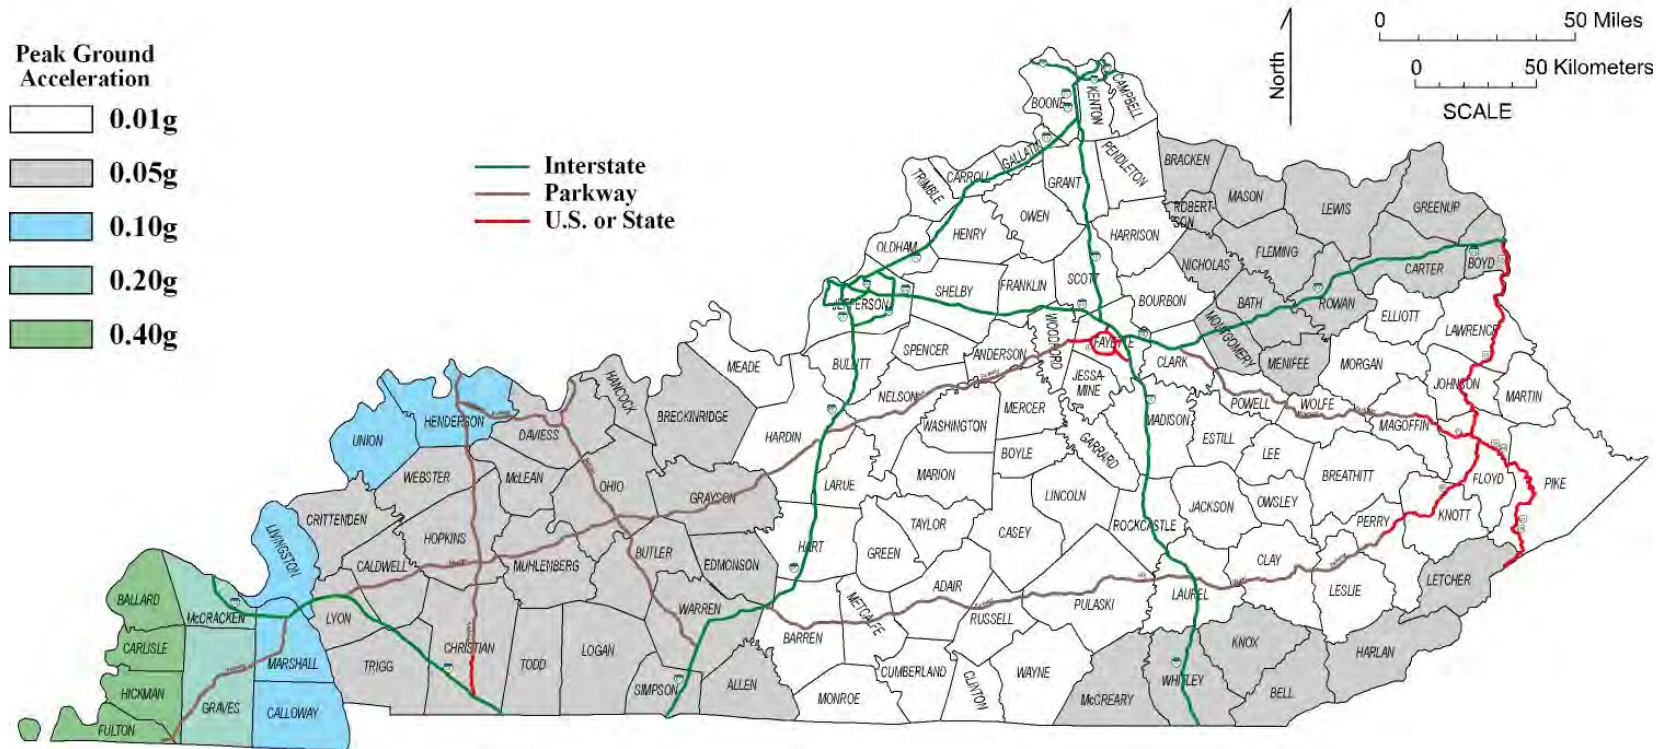 Peak Ground
Acceleration
0.01g
0.05g
0.10g
0.20g
0.40g
Interstate
Parkway
U.S. or State
North
0 50 Miles
0 50 Kilometers
SCALE
BOONE
KENTON
CAMPBELL
GALLATIN
CARROLL
TRIMBLE
GRANT
PENDLETON
BRACKEN
MASON
ROBERT-
SON
LEWIS
GREENUP
OWEN
HENRY
OLDHAM
HARRISON
NICHOLAS
FLEMING
CARTER
BOYD
JEFFERSON
SHELBY
FRANKLIN
SCOTT
BOURBON
BATH
ROWAN
ELLIOTT
LAWRENCE
MEADE
BULLITT
SPENCER
ANDERSON
WOODFORD
FAYETTE
CLARK
MONTGOMERY
MENIFEE
MORGAN
JOHNSON
MARTIN
HANCOCK
BRECKINRIDGE
NELSON
JESSA-
MINE
MERCER
WASHINGTON
MADISON
POWELL
WOLFE
MAGOFFIN
UNION
HENDERSON
DAVIESS
HARDIN
BOYLE
GARRARD
ESTILL
LEE
BREATHITT
FLOYD
PIKE
WEBSTER
McLEAN
OHIO
GRAYSON
LARUE
MARION
LINCOLN
JACKSON
OWSLEY
PERRY
KNOTT
CRITTENDEN
LIVINGSTON
HOPKINS
MUHLENBERG
BUTLER
EDMONSON
HART
GREEN
TAYLOR
CASEY
ROCKCASTLE
CLAY
LESLIE
LETCHER
CALDWELL
BALLARD
McCRACKEN
LYON
WARREN
BARREN
METCALFE
ADAIR
RUSSELL
PULASKI
LAUREL
CARLISLE
MARSHALL
TRIGG
CHRISTIAN
TODD
LOGAN
SIMPSON
ALLEN
MONROE
CUMBERLAND
CLINTON
WAYNE
McCREARY
WHITLEY
KNOX
BELL
HARLAN
HICKMAN
GRAVES
CALLOWAY
FULTON